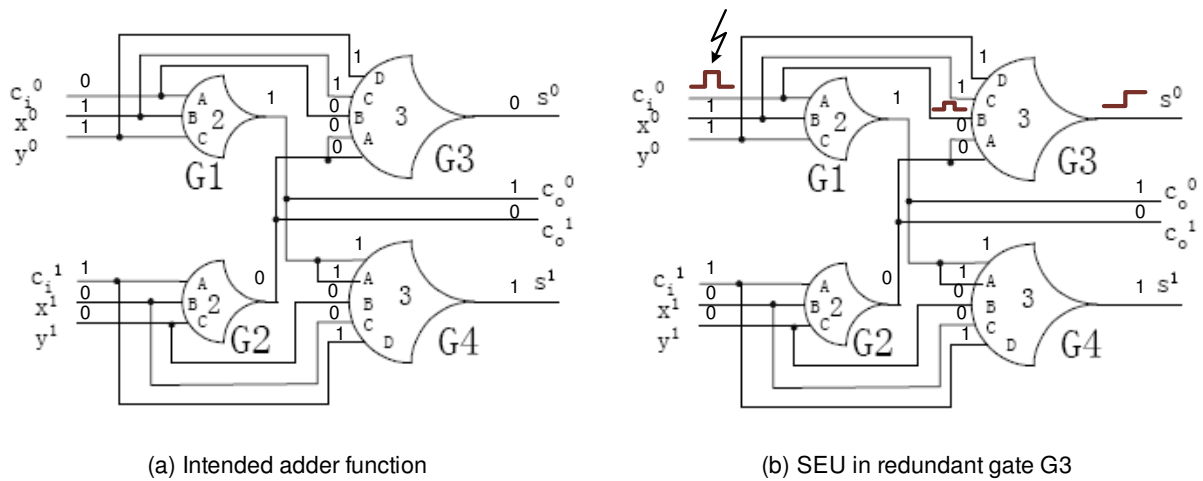 0
1
1
c_i^0
x^0
y^0
A
B
C
2
G1
1
1
1
0
0
0
D
C
B
A
3
G3
0 s^0
1 c_o^0
0 c_o^1
1
0
0
c_i^1
x^1
y^1
A
B
C
2
G2
0
1
1
0
0
1
A
B
C
D
3
G4
1 s^1
(a) Intended adder function
1
1
c_i^0
x^0
y^0
A
B
C
2
G1
1
1
1
0
0
D
C
B
A
3
G3
s^0
1 c_o^0
0 c_o^1
1
0
0
c_i^1
x^1
y^1
A
B
C
2
G2
0
1
1
0
0
1
A
B
C
D
3
G4
1 s^1
(b) SEU in redundant gate G3